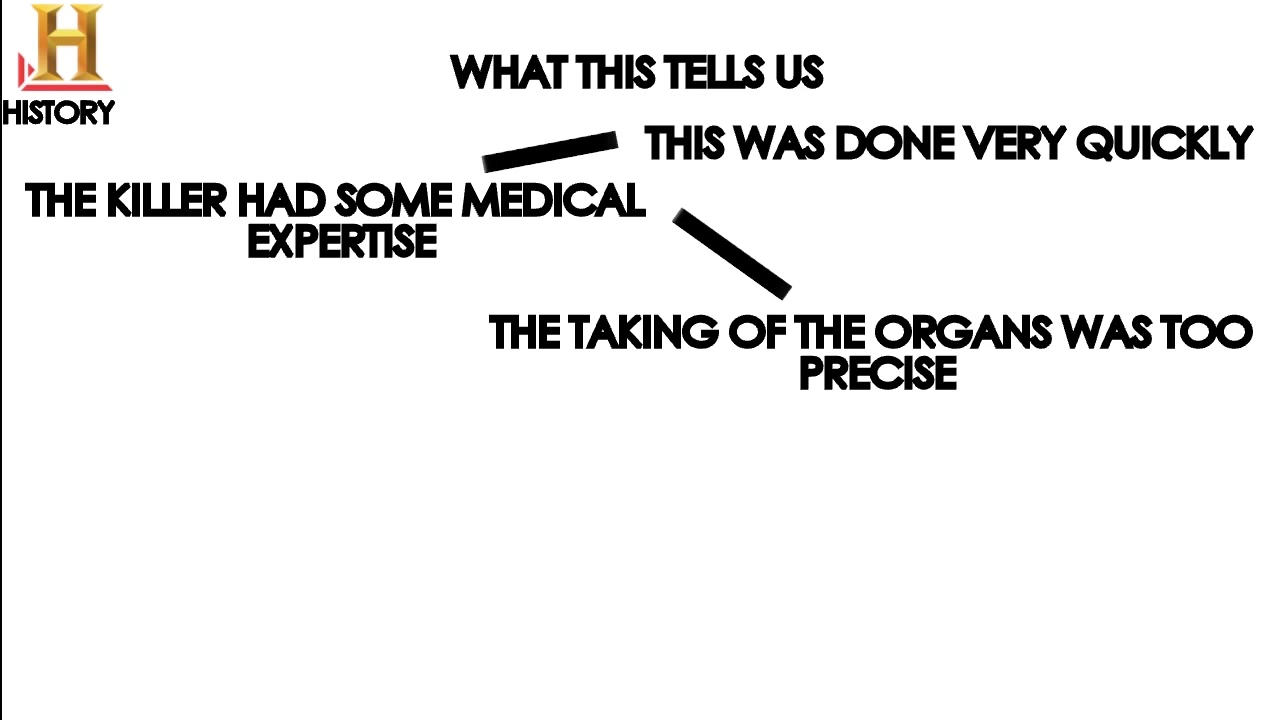 H
HISTORY
WHAT THIS TELLS US
THIS WAS DONE VERY QUICKLY
THE KILLER HAD SOME MEDICAL
EXPERTISE
THE TAKING OF THE ORGANS WAS TOO
PRECISE